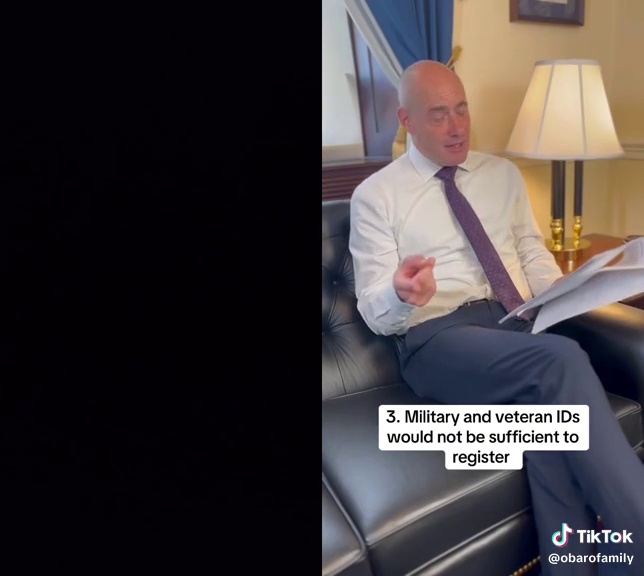 3. Military and veteran IDs
would not be sufficient to
register
TikTok
@obarofamily